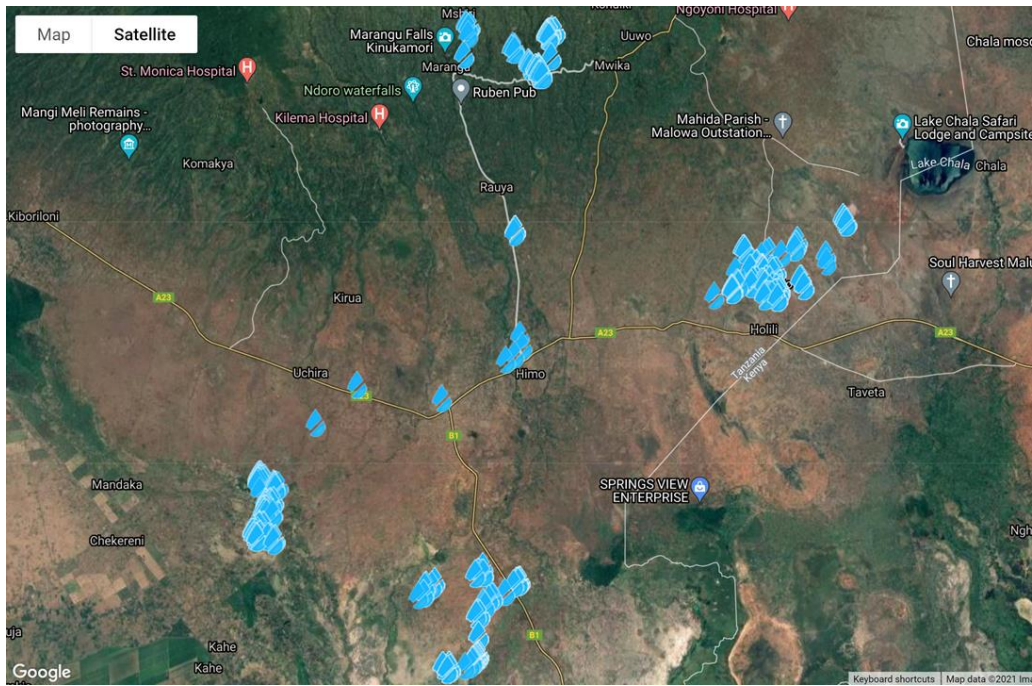 Map
Satellite
Mshiri
Ngoyoni Hospital
Marangu Falls
Kinukamori
Uuwo
Chala
St. Monica Hospital
Marangu
Mwika
Ndoro waterfalls
Ruben Pub
Mangi Meli Remains -
photography...
Kilema Hospital
Mahida Parish -
Malowa Outstation...
Lake Chala Safari
Lodge and Campsite
Komakya
Lake Chala
Chala
Rauya
Kiboriloni
Soul Harvest
A23
Kirua
Holili
A23
A23
Uchira
Himo
Tanzania
Kenya
Taveta
B1
Mandaka
SPRINGS VIEW
ENTERPRISE
Chekereni
B1
Kahe
Kahe
Google
Keyboard shortcuts
Map data ©2021